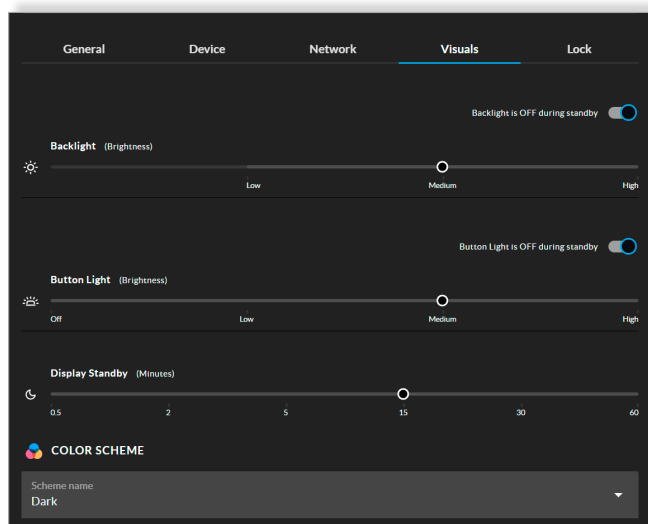 General Device Network Visuals Lock
Backlight is OFF during standby
Backlight (Brightness)
Low Medium High
Button Light is OFF during standby
Button Light (Brightness)
Off Low Medium High
Display Standby (Minutes)
0.5 2 5 15 30 60
COLOR SCHEME
Scheme name
Dark